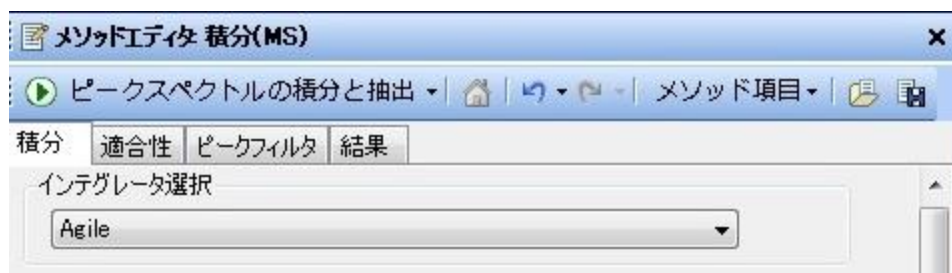 メソッドエディタ: 積分(MS)
ピークスペクトルの積分と抽出 メソッド項目
積分 適合性 ピークフィルタ 結果
インテグレータ選択
Agile